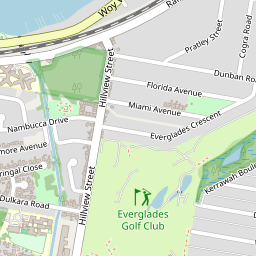 Woy
Pratley Street
Cogra Road
Hillview Street
Dunban Road
Florida Avenue
Miami Avenue
Nambucca Drive
Everglades Crescent
more Avenue
ringal Close
Kerrawah Boule
Dulkara Road
Hillview Street
Everglades
Golf Club